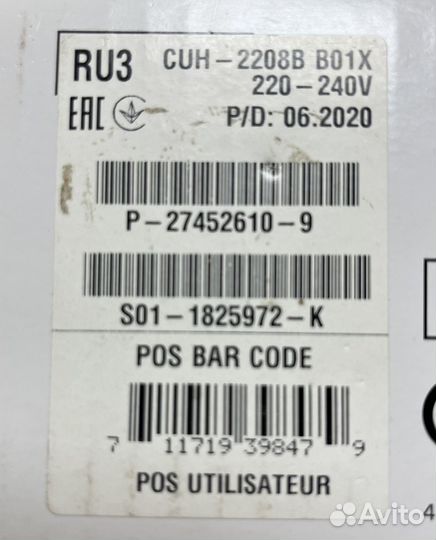 RU3
CUH-2208B B01X
220-240V
EAC
P/D: 06.2020
P-27452610-9
S01-1825972-K
POS BAR CODE
7 11719 39847 9
POS UTILISATEUR
4
Avito